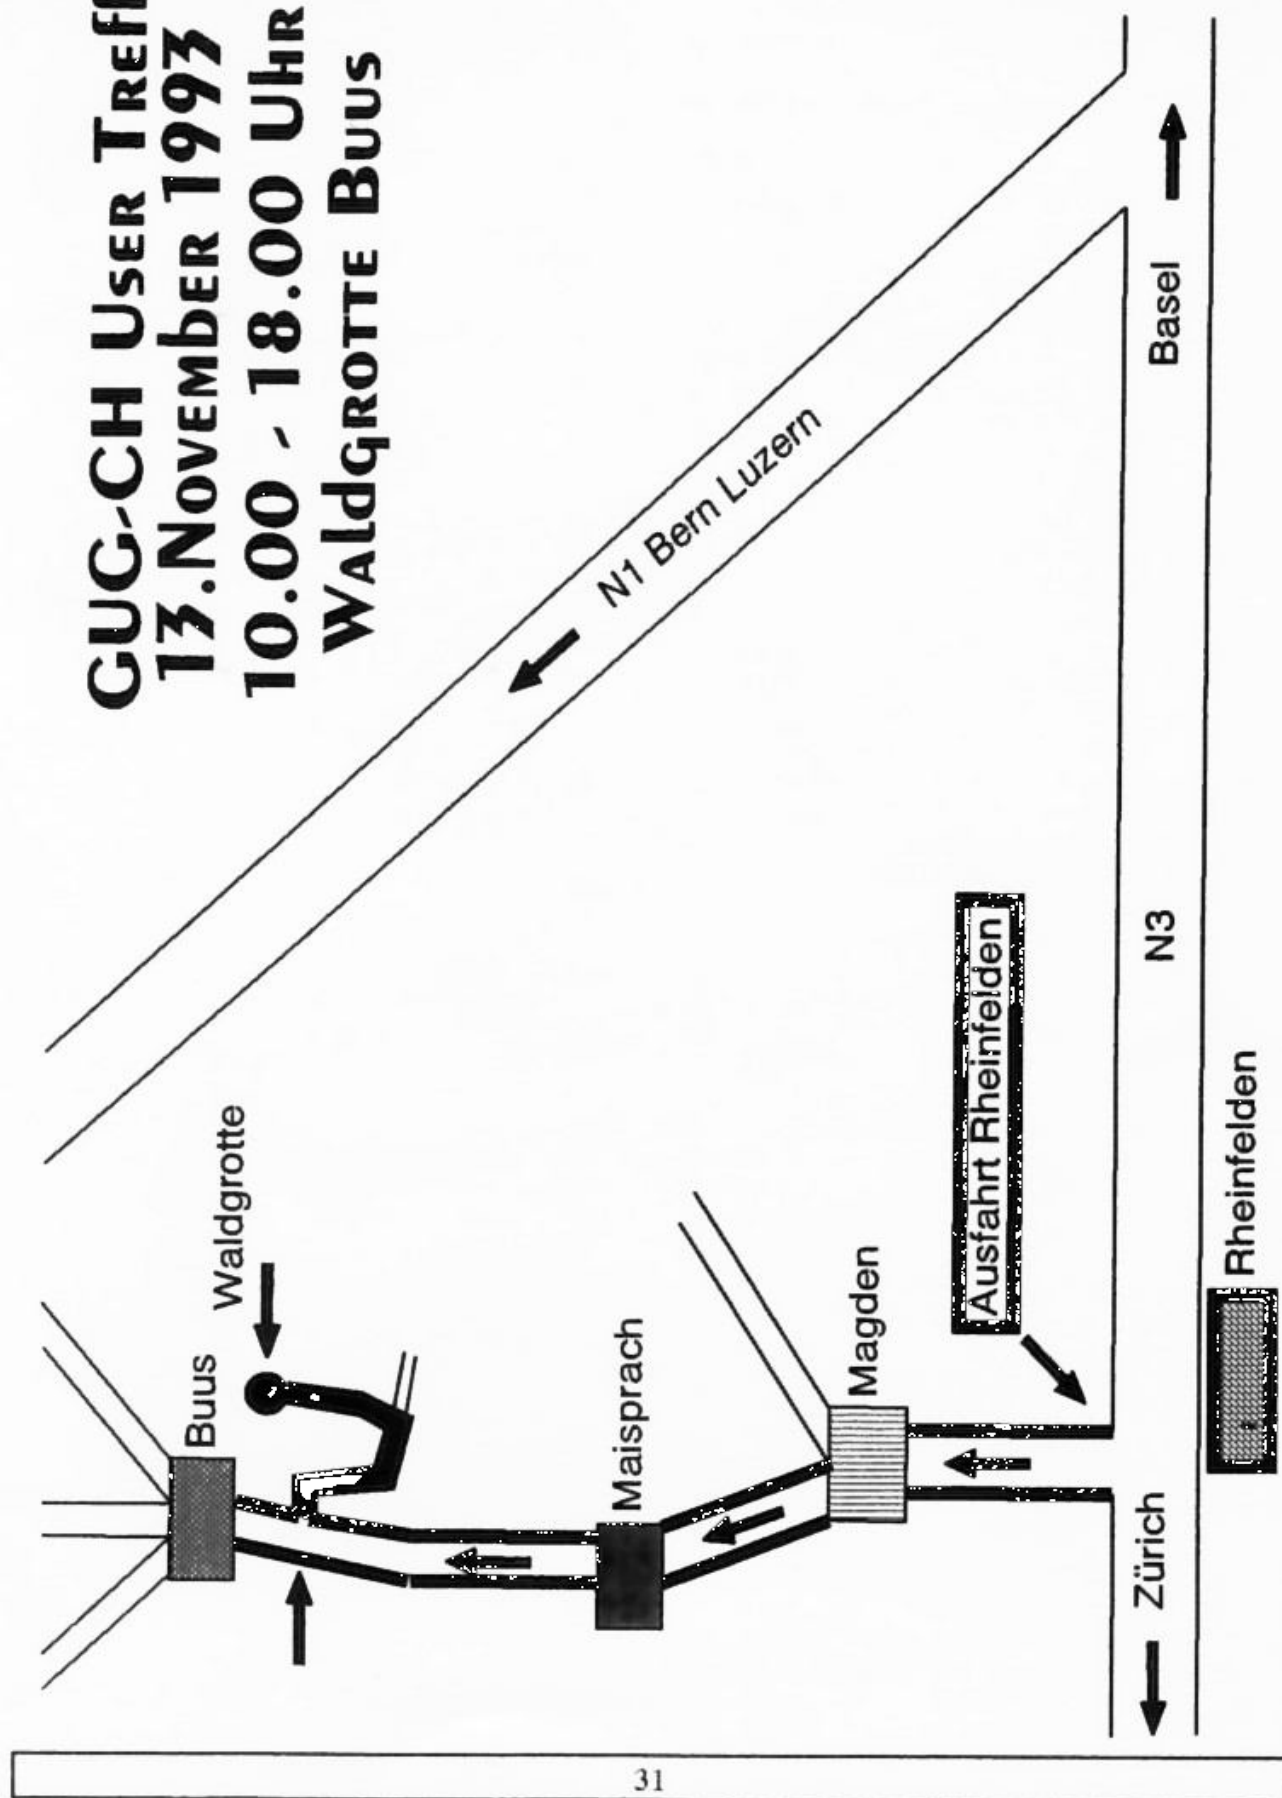 GUG-CH User Treff
13.November 1993
10.00 - 18.00 Uhr
Waldgrotte Buus
Buus
Waldgrotte
Maisprach
N1 Bern Luzern
Magden
Ausfahrt Rheinfelden
Zürich
N3
Basel
Rheinfelden
31